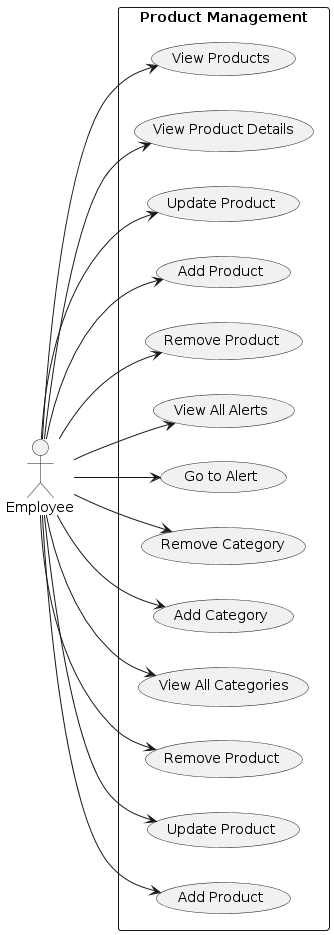 Product Management
View Products
View Product Details
Update Product
Add Product
Remove Product
View All Alerts
Go to Alert
Employee
Remove Category
Add Category
View All Categories
Remove Product
Update Product
Add Product